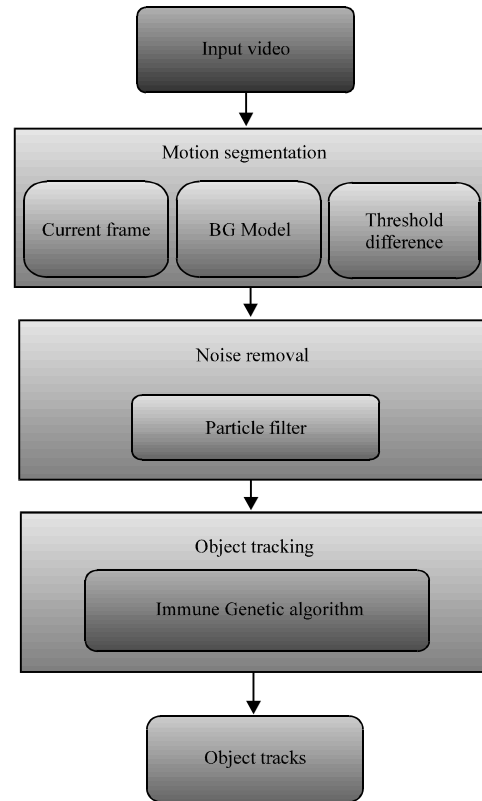 Input video
Motion segmentation
Current frame
BG Model
Threshold
difference
Noise removal
Particle filter
Object tracking
Immune Genetic algorithm
Object tracks